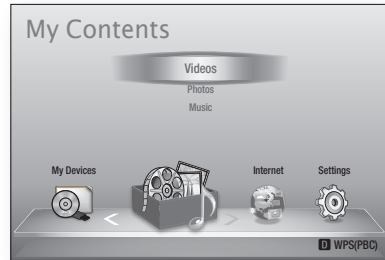 My Contents
Videos
Photos
Music
My Devices Internet Settings
D WPS(PBC)